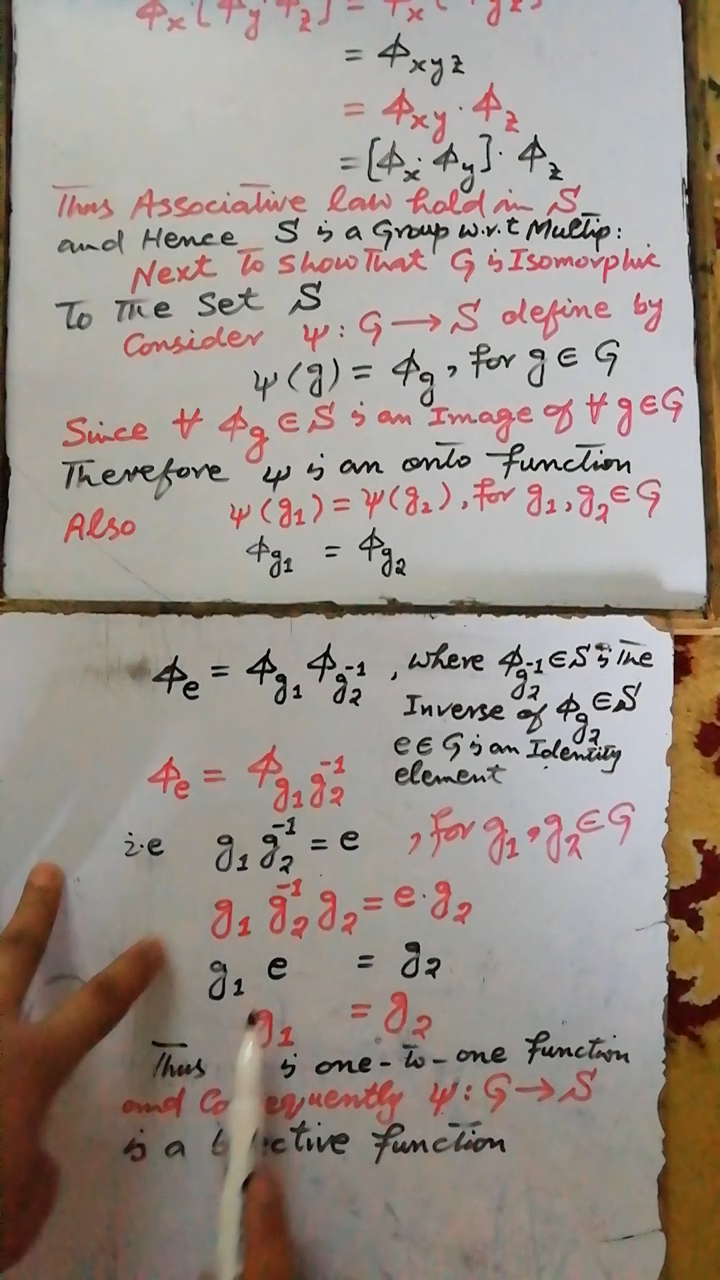 = Φxyz
= Φxy · Φz
= [Φx · Φy] · Φz
Thus Associative law hold in S
and Hence S is a Group w.r.t Multip:
Next To Show That G is Isomorphic
To The Set S
Consider ψ : G → S define by
ψ(g) = Φg, for g ∈ G
Since ∀ Φg ∈ S is an Image of ∀ g ∈ G
Therefore ψ is an onto function
Also ψ(g₁) = ψ(g₂), for g₁, g₂ ∈ G
Φg₁ = Φg₂
Φe = Φg₁ Φg₂⁻¹, where Φg₂⁻¹ ∈ S is The
Inverse of Φg₂ ∈ S
e ∈ G is an Identity
element
Φe = Φg₁g₂⁻¹
i.e g₁ g₂⁻¹ = e , for g₁, g₂ ∈ G
g₁ g₂⁻¹ g₂ = e · g₂
g₁ e = g₂
g₁ = g₂
Thus is one-to-one function
and ψ : G → S
is a function